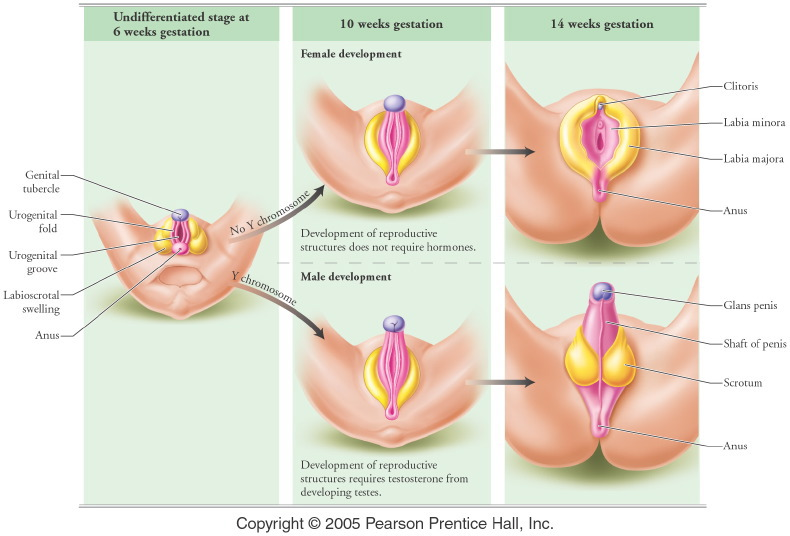 Undifferentiated stage at
6 weeks gestation
10 weeks gestation
14 weeks gestation
Female development
Genital
tubercle
Urogenital
fold
Urogenital
groove
Labioscrotal
swelling
Anus
No Y chromosome
Y chromosome
Development of reproductive
structures does not require hormones.
Clitoris
Labia minora
Labia majora
Anus
Male development
Development of reproductive
structures requires testosterone from
developing testes.
Glans penis
Shaft of penis
Scrotum
Anus
Copyright © 2005 Pearson Prentice Hall, Inc.